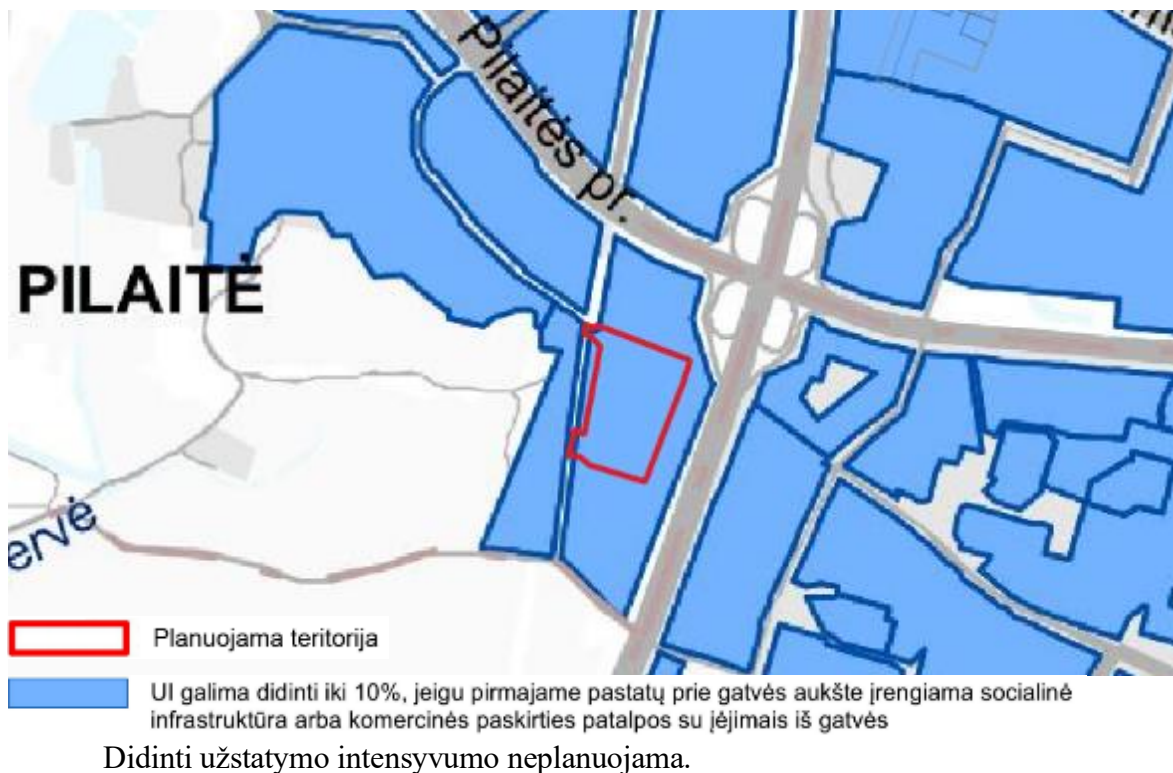 Pilaitės pr.
PILAITĖ
ervė
Planuojama teritorija
UI galima didinti iki 10%, jeigu pirmajame pastatų prie gatvės aukšte įrengiama socialinė
infrastruktūra arba komercinės paskirties patalpos su įėjimais iš gatvės
Didinti užstatymo intensyvumo neplanuojama.